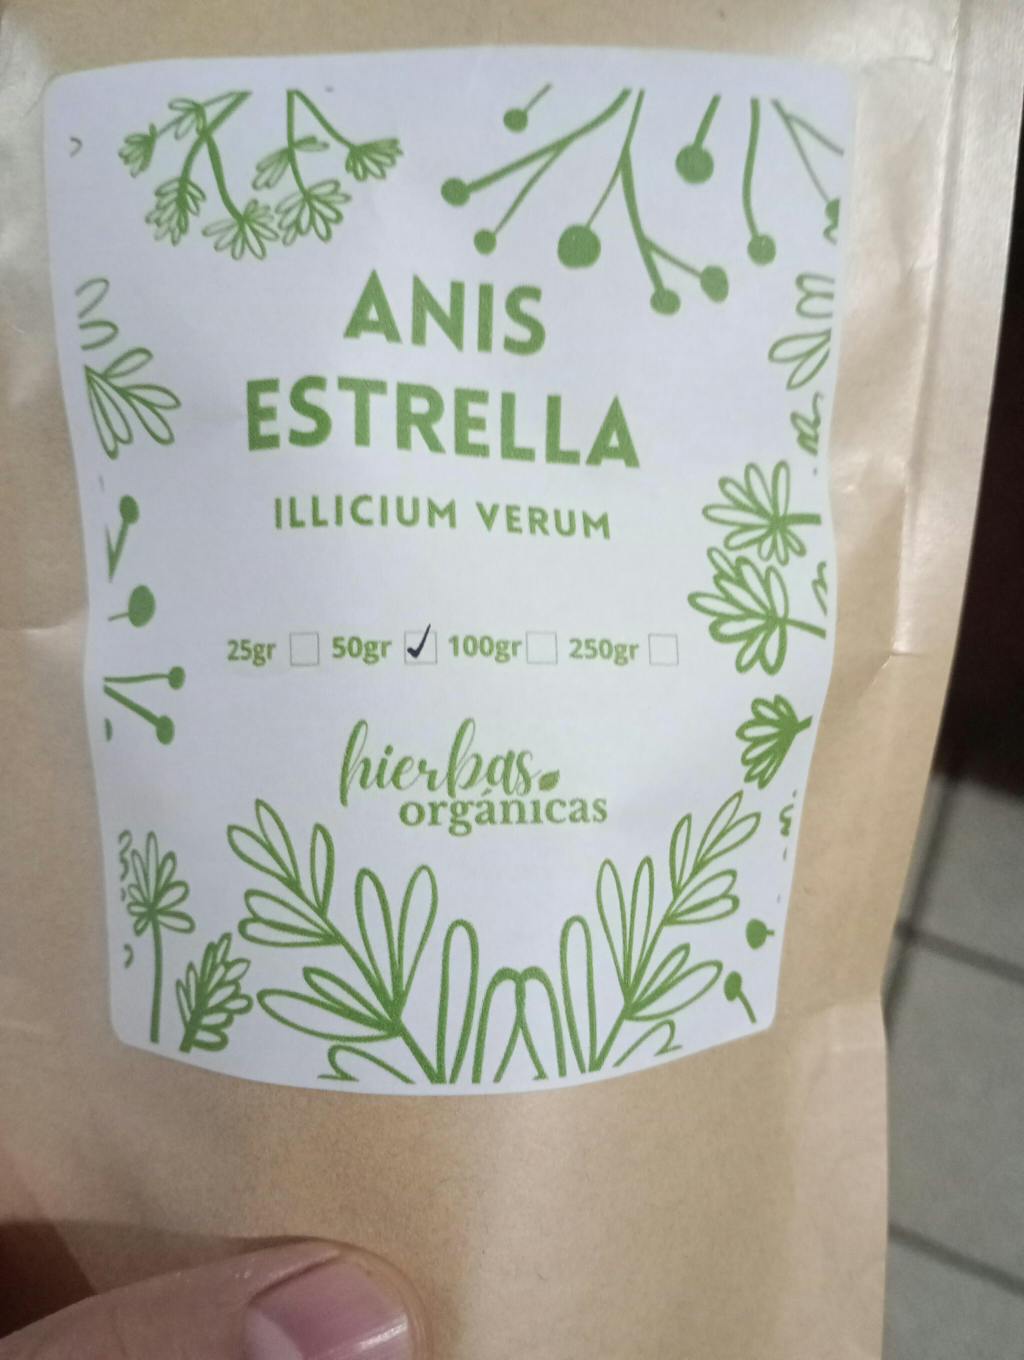 ANIS
ESTRELLA
ILLICIUM VERUM
25gr 50gr 100gr 250gr
hierbas
orgánicas